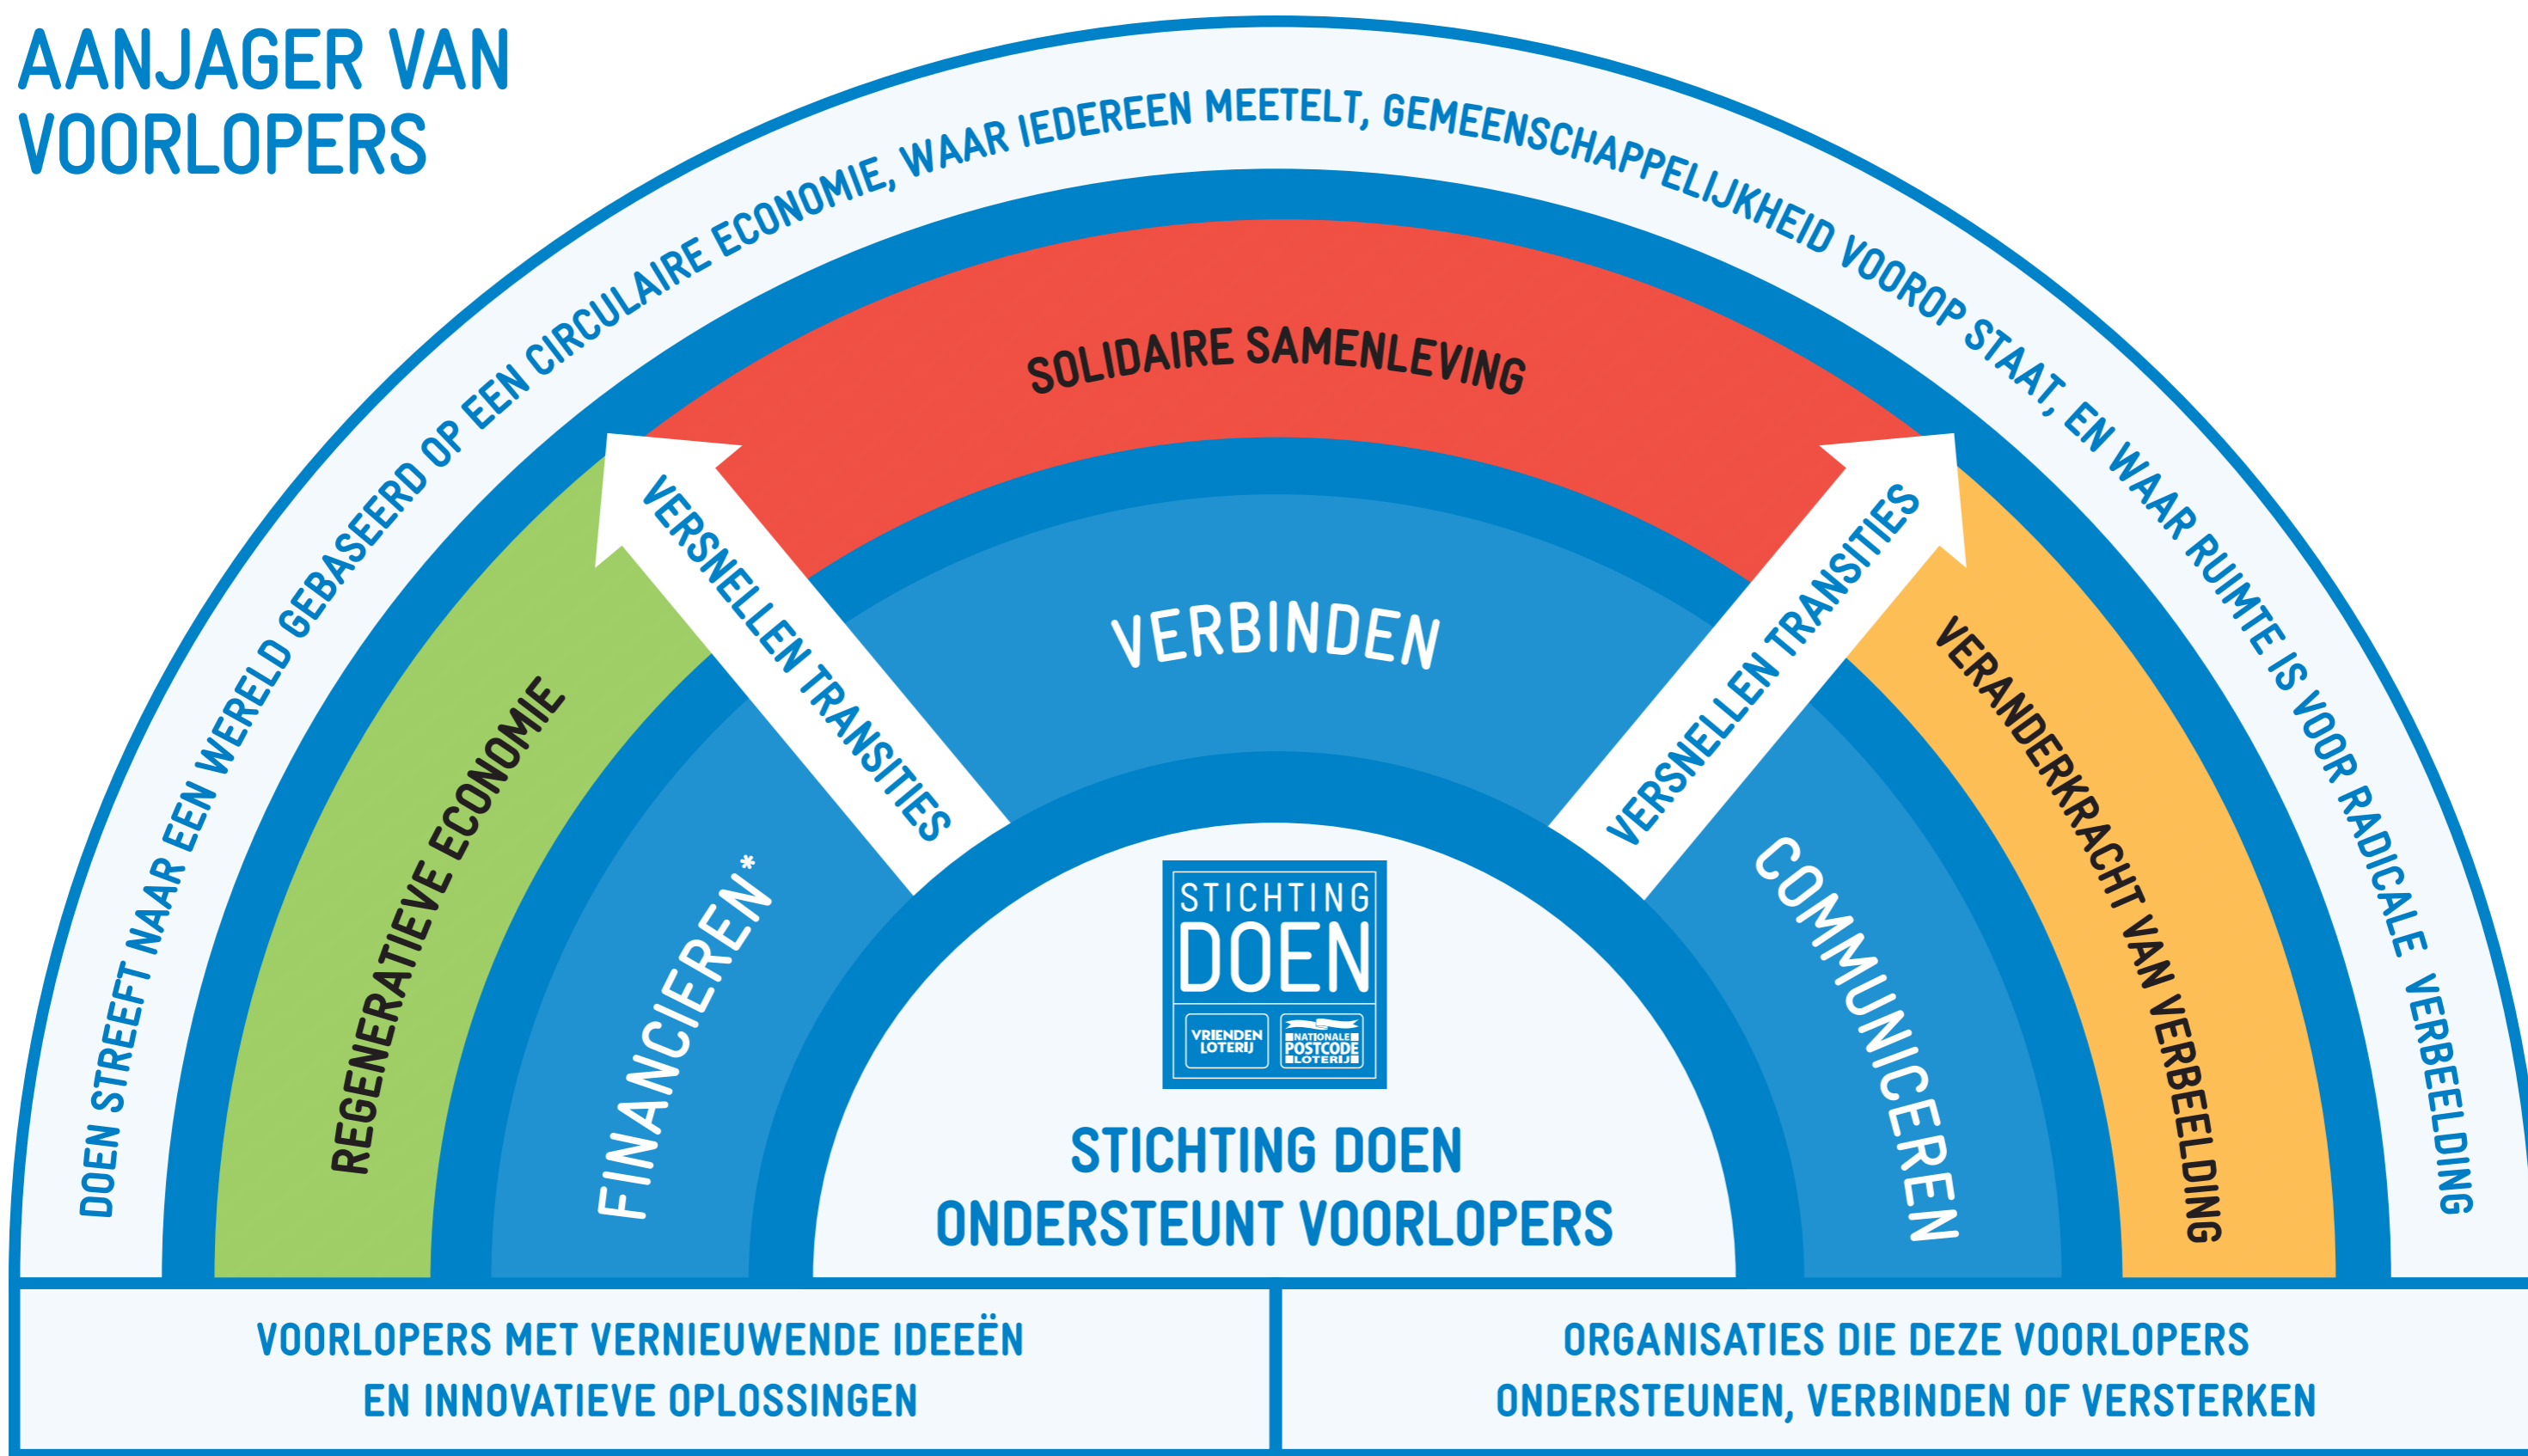 AANJAGER VAN
VOORLOPERS
DOEN STREEFT NAAR EEN WERELD GEBASEERD OP EEN CIRCULAIRE ECONOMIE, WAAR IEDEREEN MEETELT, GEMEENSCHAPPELIJKHEID VOOROP STAAT, EN WAAR RUIMTE IS VOOR RADICALE VERBEELDING
REGENERATIEVE ECONOMIE
SOLIDAIRE SAMENLEVING
VERANDERKRACHT VAN VERBEELDING
VERSNELLEN TRANSITIES
VERSNELLEN TRANSITIES
FINANCIEREN*
VERBINDEN
COMMUNICEREN
STICHTING
DOEN
VRIENDEN
LOTERIJ
NATIONALE
POSTCODE
LOTERIJ
STICHTING DOEN
ONDERSTEUNT VOORLOPERS
VOORLOPERS MET VERNIEUWENDE IDEEËN
EN INNOVATIEVE OPLOSSINGEN
ORGANISATIES DIE DEZE VOORLOPERS
ONDERSTEUNEN, VERBINDEN OF VERSTERKEN